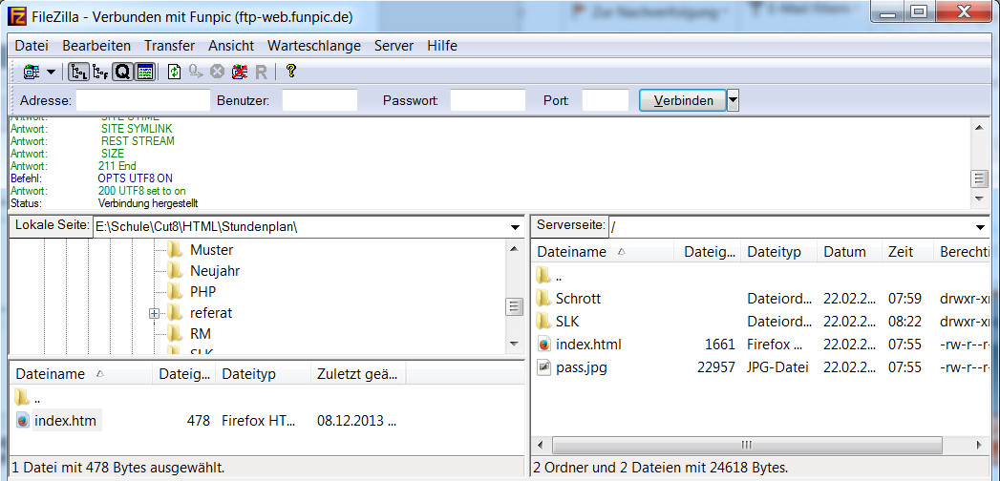 FileZilla - Verbunden mit Funpic (ftp-web.funpic.de)
Zur Nachverfolgung
E-Mail filtern
Datei Bearbeiten Transfer Ansicht Warteschlange Server Hilfe
Adresse: Benutzer: Passwort: Port: Verbinden
Antwort: SITE UTIME
Antwort: SITE SYMLINK
Antwort: REST STREAM
Antwort: SIZE
Antwort: 211 End
Befehl: OPTS UTF8 ON
Antwort: 200 UTF8 set to on
Status: Verbindung hergestellt
Lokale Seite: E:\Schule\Cut8\HTML\Stundenplan\
Muster
Neujahr
PHP
referat
RM
SLK
Dateiname Dateig... Dateityp Zuletzt geä...
..
index.htm 478 Firefox HT... 08.12.2013 ...
1 Datei mit 478 Bytes ausgewählt.
Serverseite: /
Dateiname Dateig... Dateityp Datum Zeit Berechti
..
Schrott Dateiord... 22.02.2... 07:59 drwxr-x
SLK Dateiord... 22.02.2... 08:22 drwxr-x
index.html 1661 Firefox ... 22.02.2... 07:55 -rw-r--r-
pass.jpg 22957 JPG-Datei 22.02.2... 07:55 -rw-r--r-
2 Ordner und 2 Dateien mit 24618 Bytes.